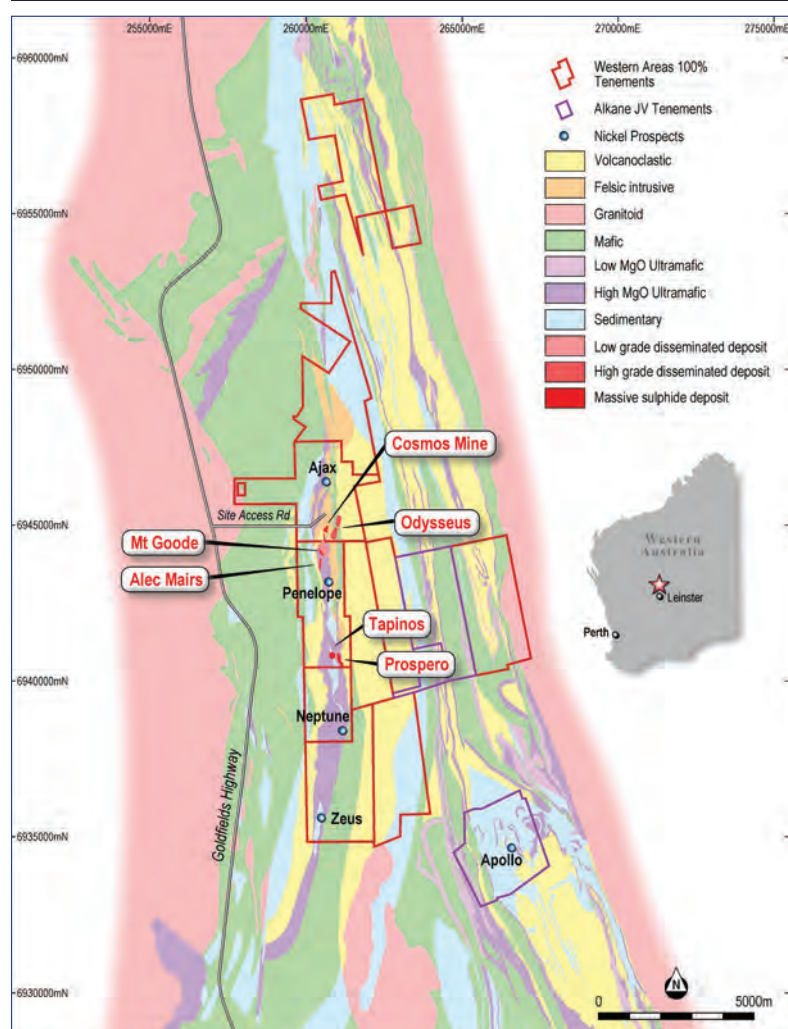 255000mE
260000mE
265000mE
270000mE
275000mE
6960000mN
6955000mN
6950000mN
6945000mN
6940000mN
6935000mN
6930000mN
Western Areas 100%
Tenements
Alkane JV Tenements
Nickel Prospects
Volcanoclastic
Felsic intrusive
Granitoid
Mafic
Low MgO Ultramafic
High MgO Ultramafic
Sedimentary
Low grade disseminated deposit
High grade disseminated deposit
Massive sulphide deposit
Cosmos Mine
Ajax
Site Access Rd
Odysseus
Mt Goode
Alec Mairs
Penelope
Tapinos
Prospero
Neptune
Zeus
Apollo
Goldfields Highway
Western
Australia
Leinster
Perth
N
0
5000m